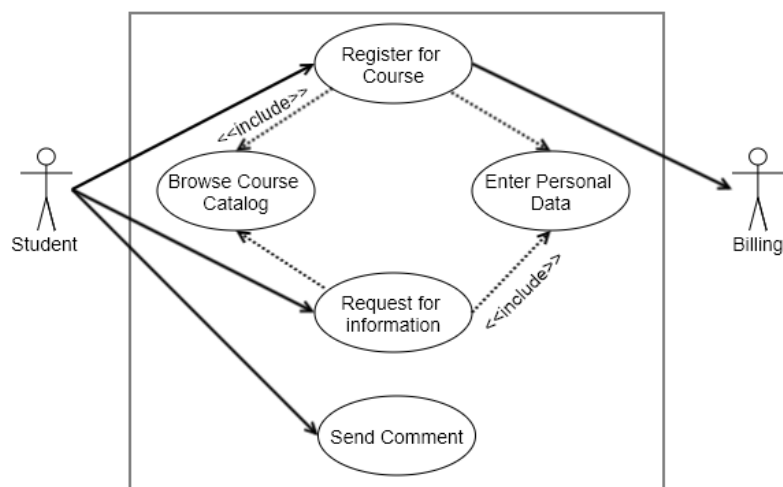 Register for
Course
<<include>>
Browse Course
Catalog
Enter Personal
Data
Student
Billing
Request for
information
<<include>>
Send Comment